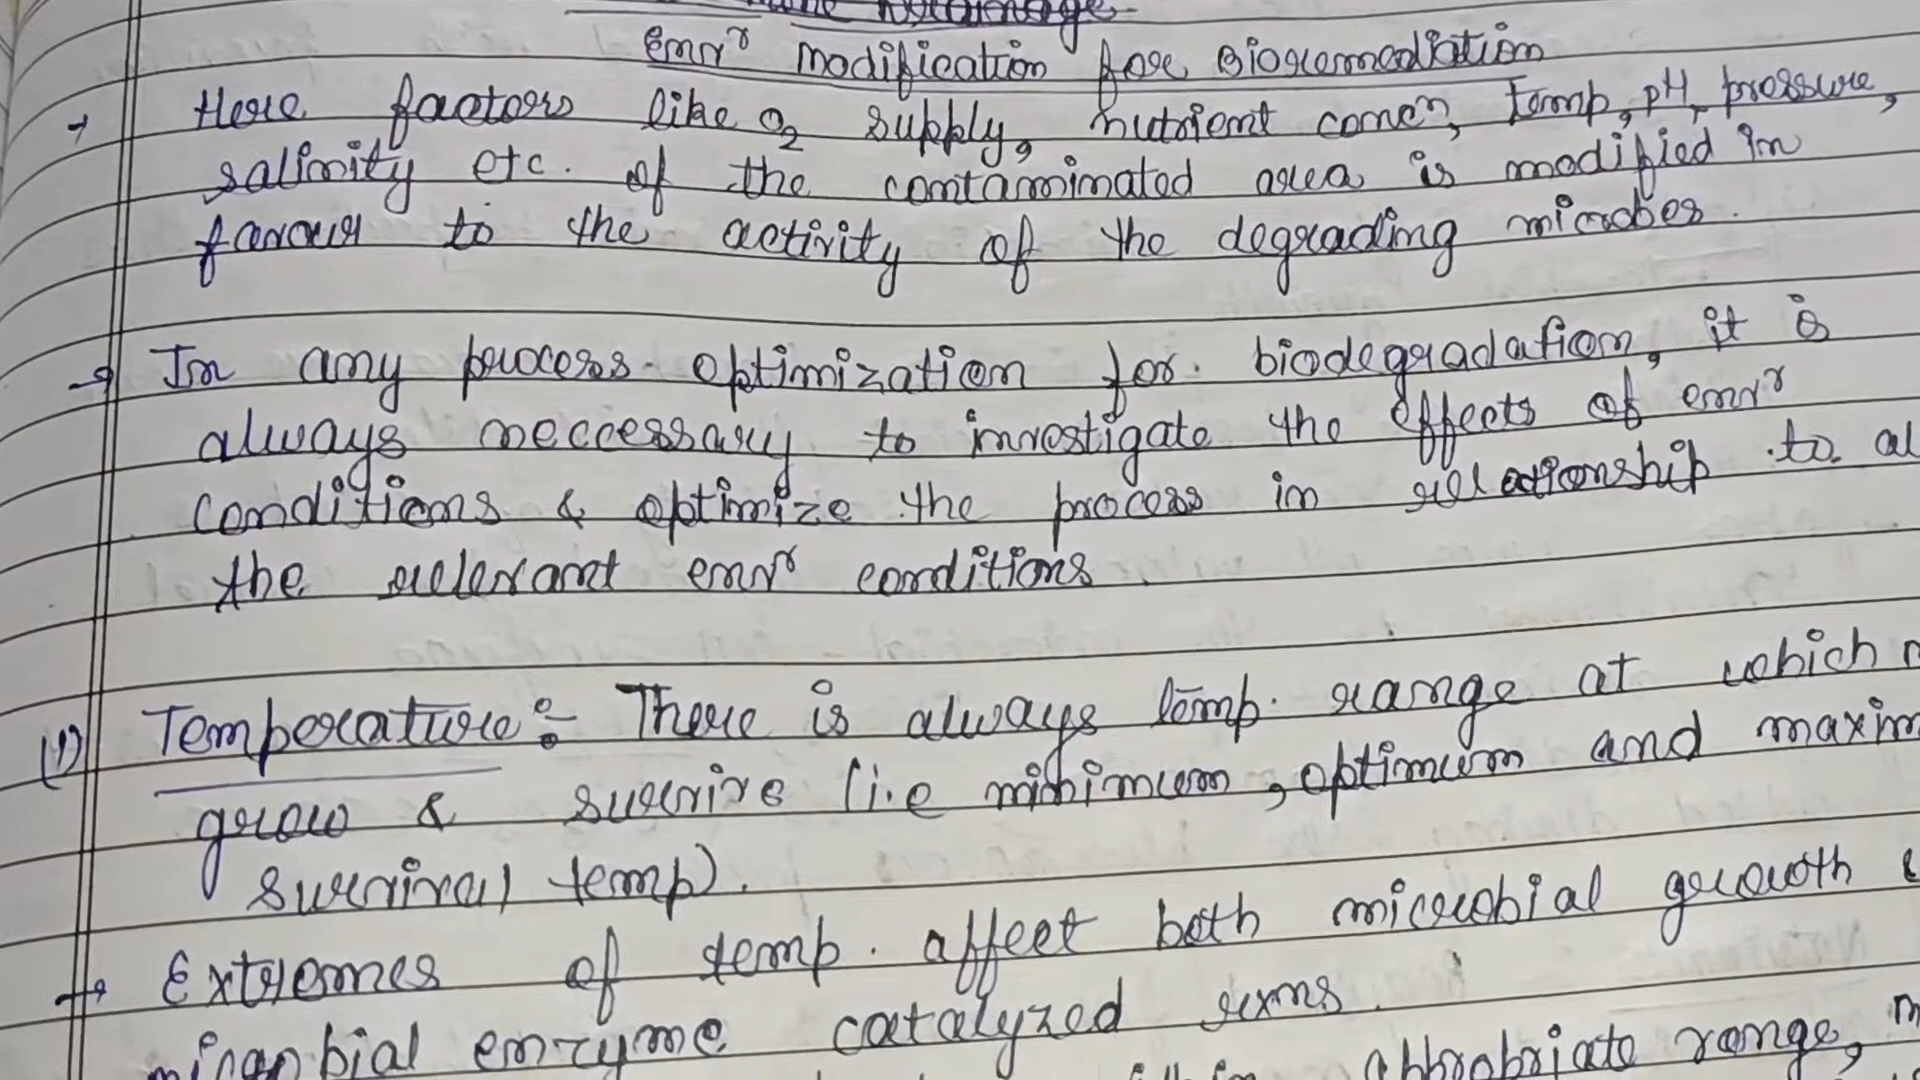 envr modification for Bioremediation
→ Here factors like O2 supply, nutrient concn, temp, pH, pressure,
salinity etc. of the contaminated area is modified in
favour to the activity of the degrading microbes.
→ In any process optimization for biodegradation, it is
always neccessary to investigate the effects of envr
conditions & optimize the process in relationship to al
the relevant envr conditions.
(1) Temperature:- There is always temp. range at which
grow & survive (i.e minimum, optimum and maxim
survival temp).
→ Extremes of temp. affect both microbial growth &
microbial enzyme catalyzed rxns.
appropriate range,